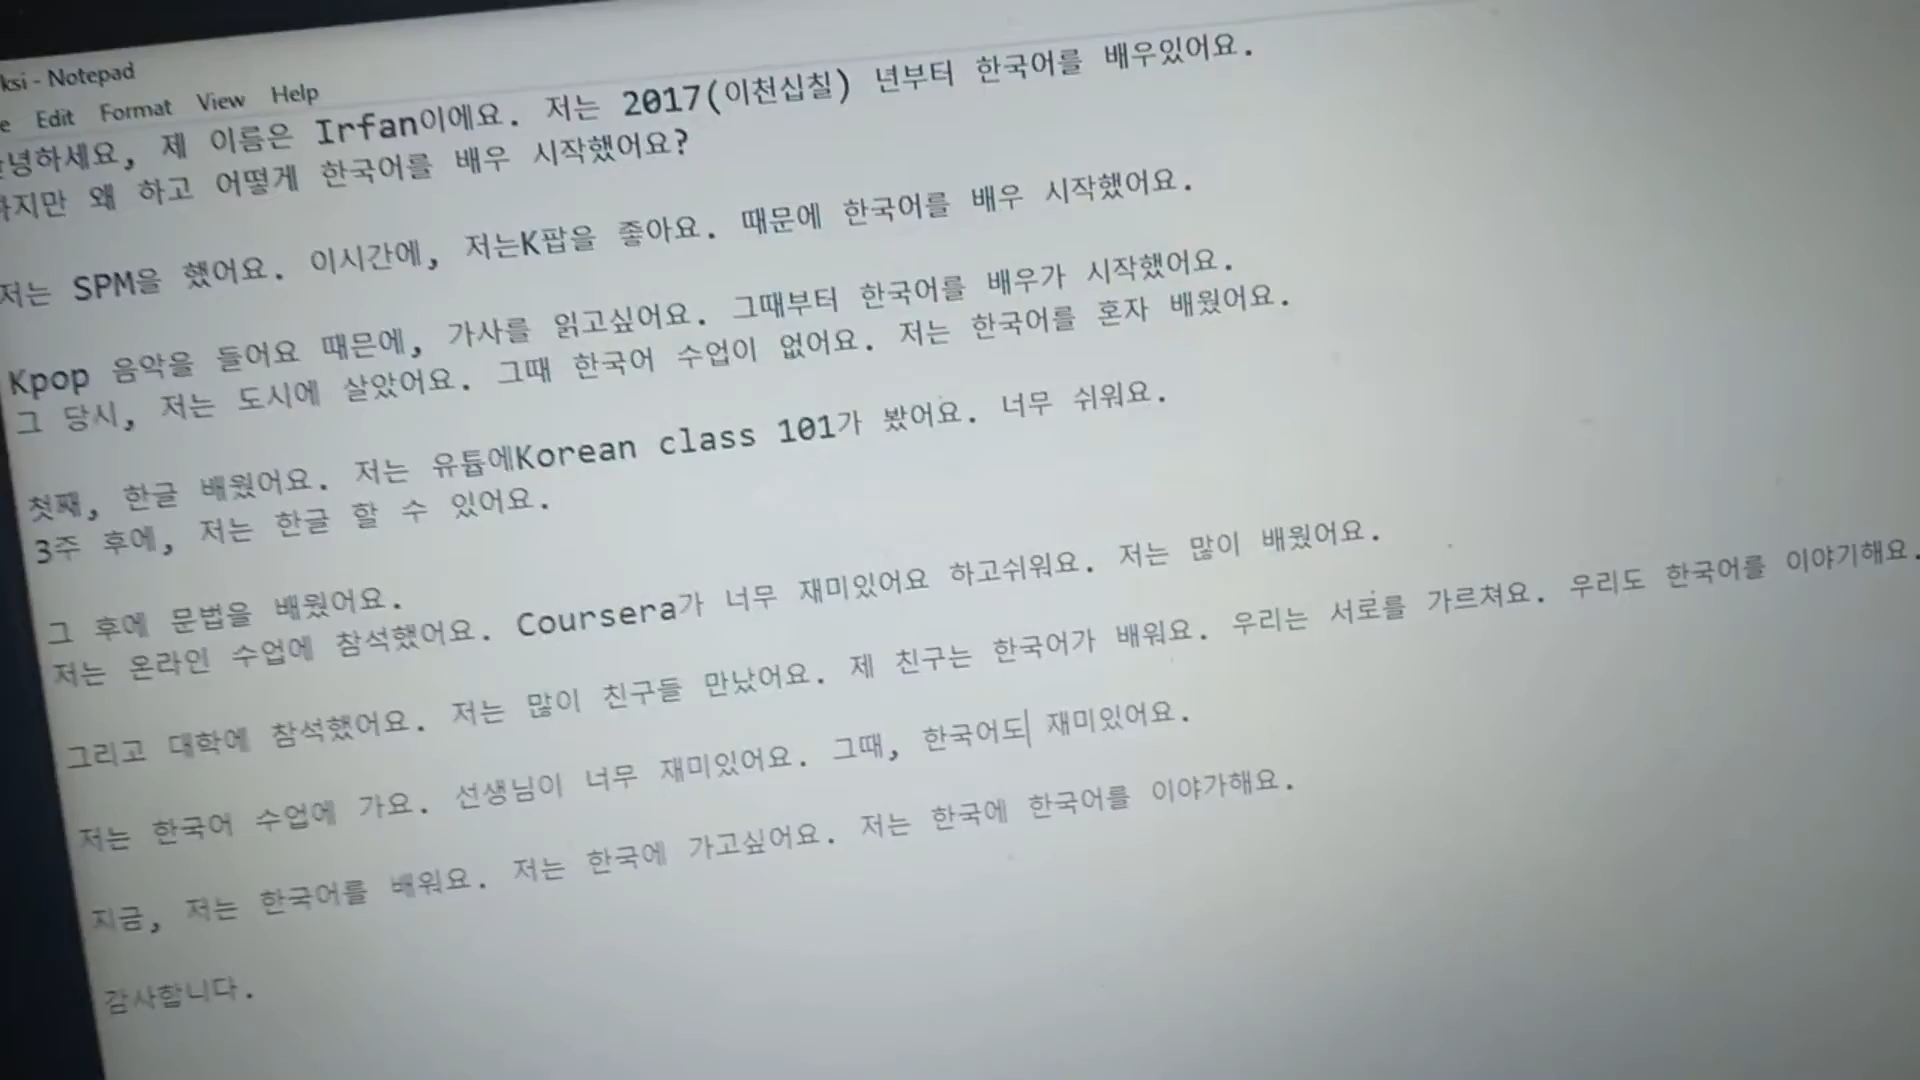 ksi - Notepad
Edit Format View Help
녕하세요, 제 이름은 Irfan이에요. 저는 2017(이천십칠) 년부터 한국어를 배우있어요.
하지만 왜 하고 어떻게 한국어를 배우 시작했어요?
저는 SPM을 했어요. 이시간에, 저는K팝을 좋아요. 때문에 한국어를 배우 시작했어요.
Kpop 음악을 들어요 때믄에, 가사를 읽고싶어요. 그때부터 한국어를 배우가 시작했어요.
그 당시, 저는 도시에 살았어요. 그때 한국어 수업이 없어요. 저는 한국어를 혼자 배웠어요.
첫째, 한글 배웠어요. 저는 유튭에Korean class 101가 봤어요. 너무 쉬워요.
3주 후에, 저는 한글 할 수 있어요.
그 후에 문법을 배웠어요.
저는 온라인 수업에 참석했어요. Coursera가 너무 재미있어요 하고쉬워요. 저는 많이 배웠어요.
그리고 대학에 참석했어요. 저는 많이 친구들 만났어요. 제 친구는 한국어가 배워요. 우리는 서로를 가르쳐요. 우리도 한국어를 이야기해요.
저는 한국어 수업에 가요. 선생님이 너무 재미있어요. 그때, 한국어도 재미있어요.
지금, 저는 한국어를 배워요. 저는 한국에 가고싶어요. 저는 한국에 한국어를 이야가해요.
감사합니다.